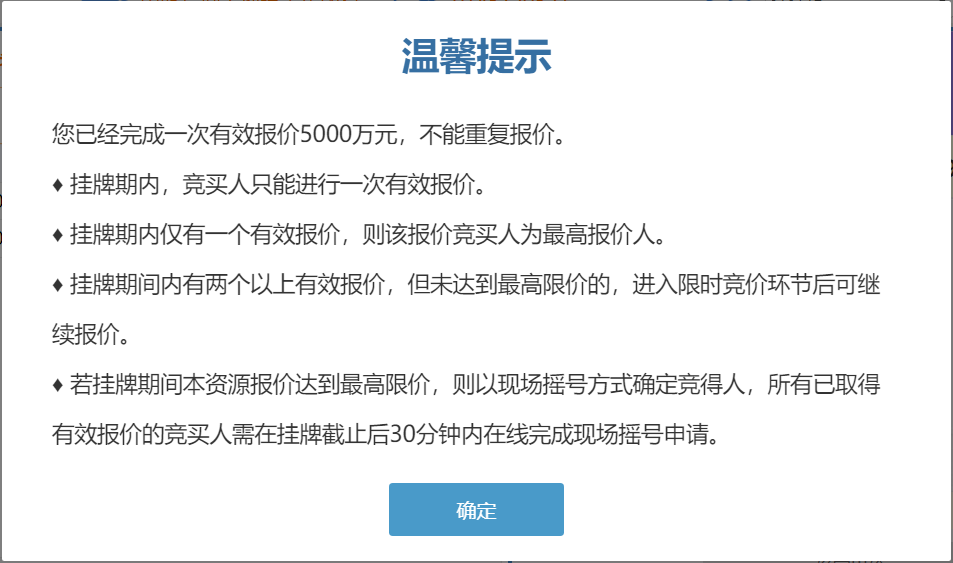 温馨提示
您已经完成一次有效报价5000万元，不能重复报价。
♦ 挂牌期内，竞买人只能进行一次有效报价。
♦ 挂牌期内仅有一个有效报价，则该报价竞买人为最高报价人。
♦ 挂牌期间内有两个以上有效报价，但未达到最高限价的，进入限时竞价环节后可继
续报价。
♦ 若挂牌期间本资源报价达到最高限价，则以现场摇号方式确定竞得人，所有已取得
有效报价的竞买人需在挂牌截止后30分钟内在线完成现场摇号申请。
确定